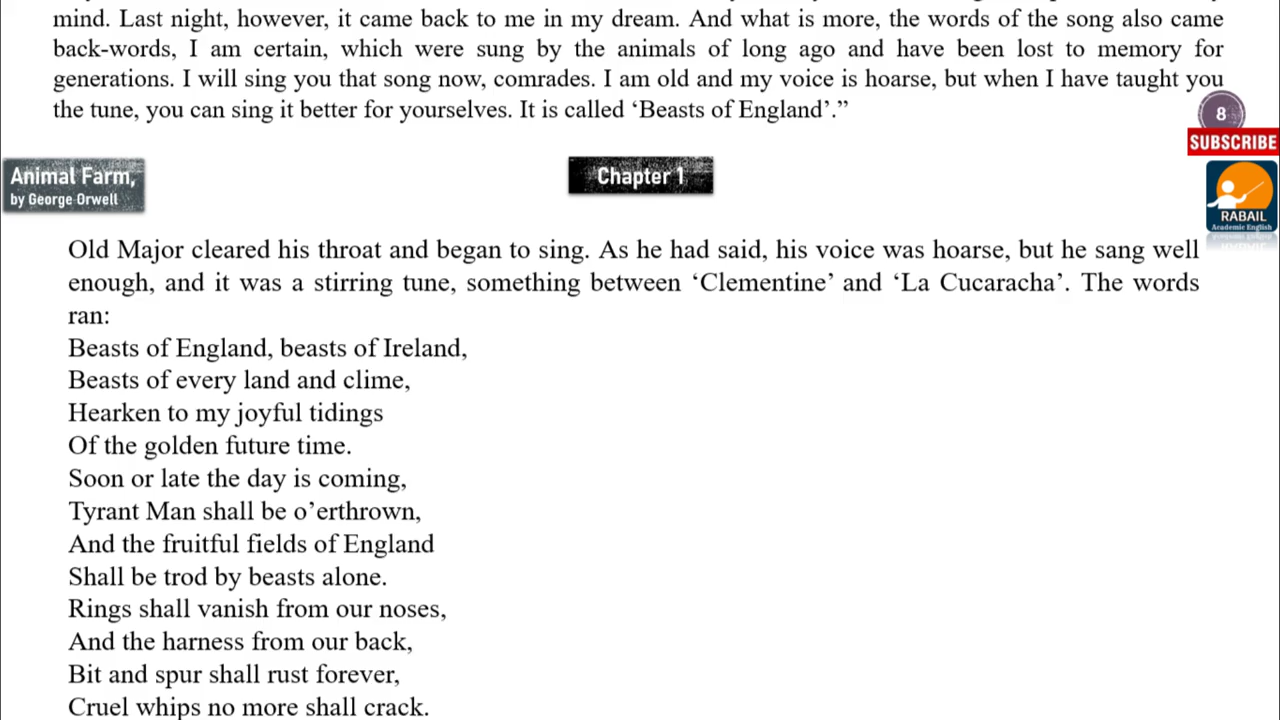 mind. Last night, however, it came back to me in my dream. And what is more, the words of the song also came
back-words, I am certain, which were sung by the animals of long ago and have been lost to memory for
generations. I will sing you that song now, comrades. I am old and my voice is hoarse, but when I have taught you
the tune, you can sing it better for yourselves. It is called ‘Beasts of England’.”
8
SUBSCRIBE
Animal Farm,
by George Orwell
Chapter 1
RABAIL
Academic English
Old Major cleared his throat and began to sing. As he had said, his voice was hoarse, but he sang well
enough, and it was a stirring tune, something between ‘Clementine’ and ‘La Cucaracha’. The words
ran:
Beasts of England, beasts of Ireland,
Beasts of every land and clime,
Hearken to my joyful tidings
Of the golden future time.
Soon or late the day is coming,
Tyrant Man shall be o’erthrown,
And the fruitful fields of England
Shall be trod by beasts alone.
Rings shall vanish from our noses,
And the harness from our back,
Bit and spur shall rust forever,
Cruel whips no more shall crack.